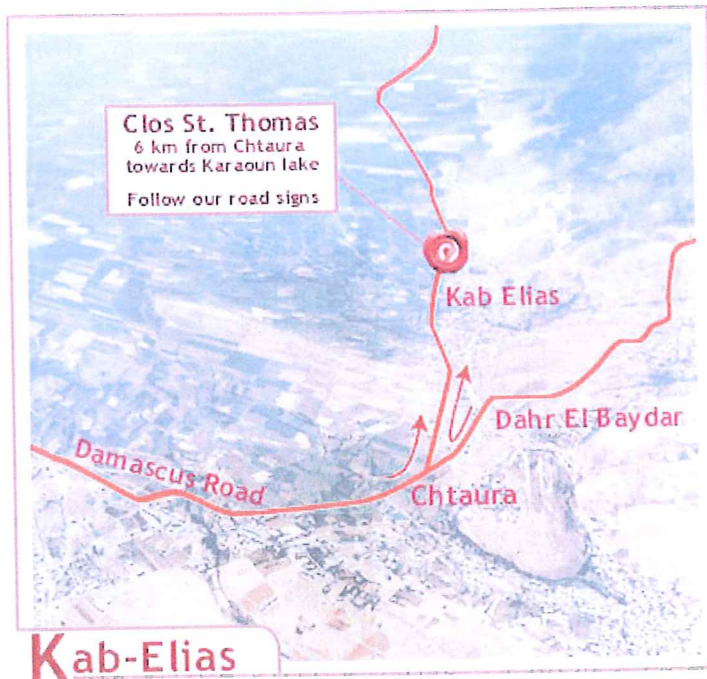 Clos St. Thomas
6 km from Chtaura
towards Karaoun lake
Follow our road signs
Kab Elias
Dahr El Baydar
Damascus Road
Chtaura
Kab-Elias